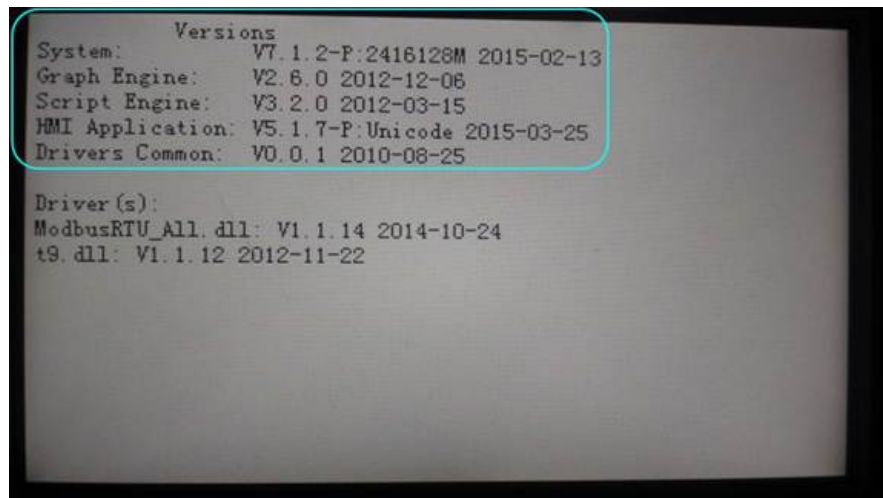 Versions
System: V7.1.2-P:2416128M 2015-02-13
Graph Engine: V2.6.0 2012-12-06
Script Engine: V3.2.0 2012-03-15
HMI Application: V5.1.7-P:Unicode 2015-03-25
Drivers Common: V0.0.1 2010-08-25
Driver(s):
ModbusRTU_All.dll: V1.1.14 2014-10-24
t9.dll: V1.1.12 2012-11-22